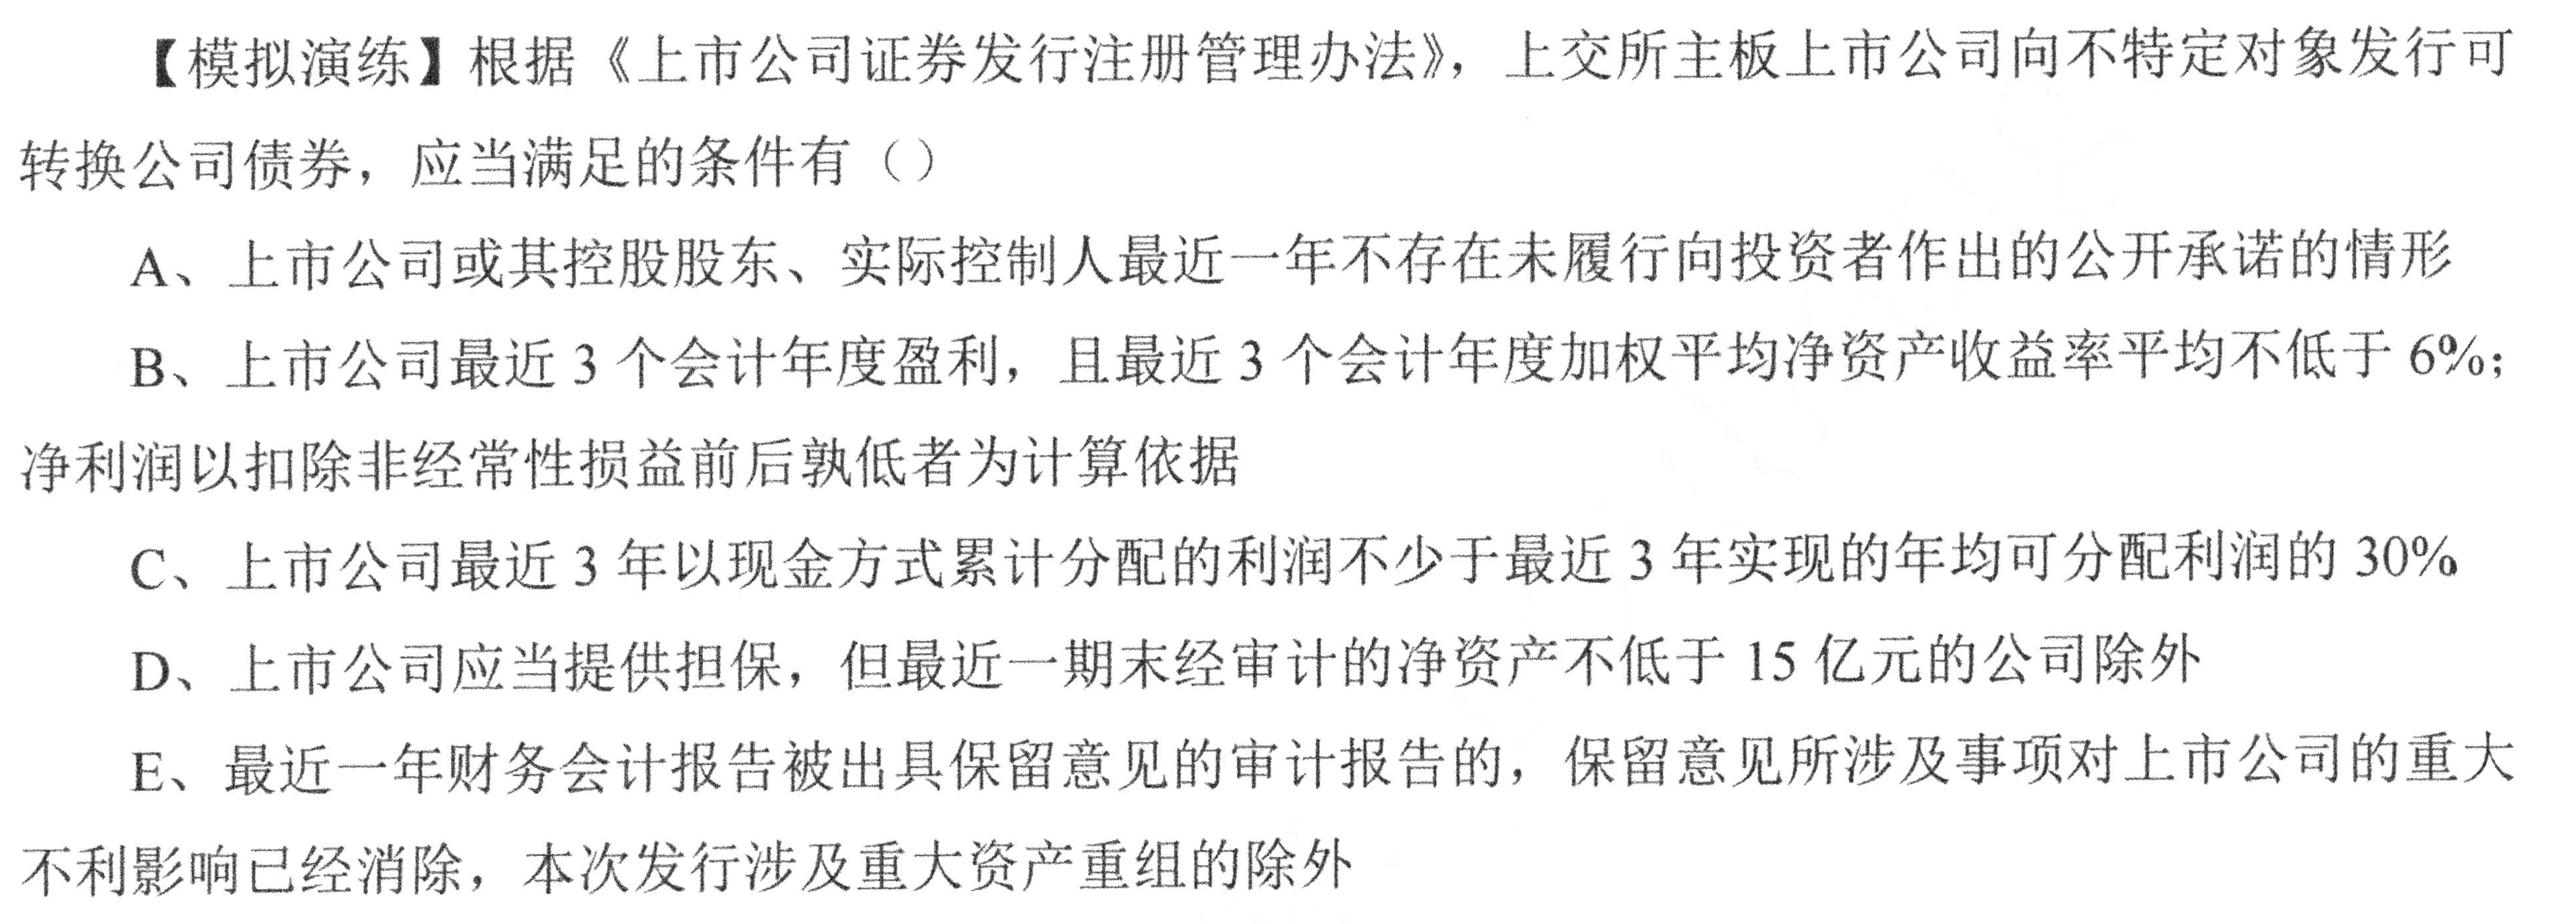 【模拟演练】根据《上市公司证券发行注册管理办法》，上交所主板上市公司向不特定对象发行可
转换公司债券，应当满足的条件有（）
A、上市公司或其控股股东、实际控制人最近一年不存在未履行向投资者作出的公开承诺的情形
B、上市公司最近 3 个会计年度盈利，且最近 3 个会计年度加权平均净资产收益率平均不低于 6%；
净利润以扣除非经常性损益前后孰低者为计算依据
C、上市公司最近 3 年以现金方式累计分配的利润不少于最近 3 年实现的年均可分配利润的 30%
D、上市公司应当提供担保，但最近一期末经审计的净资产不低于 15 亿元的公司除外
E、最近一年财务会计报告被出具保留意见的审计报告的，保留意见所涉及事项对上市公司的重大
不利影响已经消除，本次发行涉及重大资产重组的除外